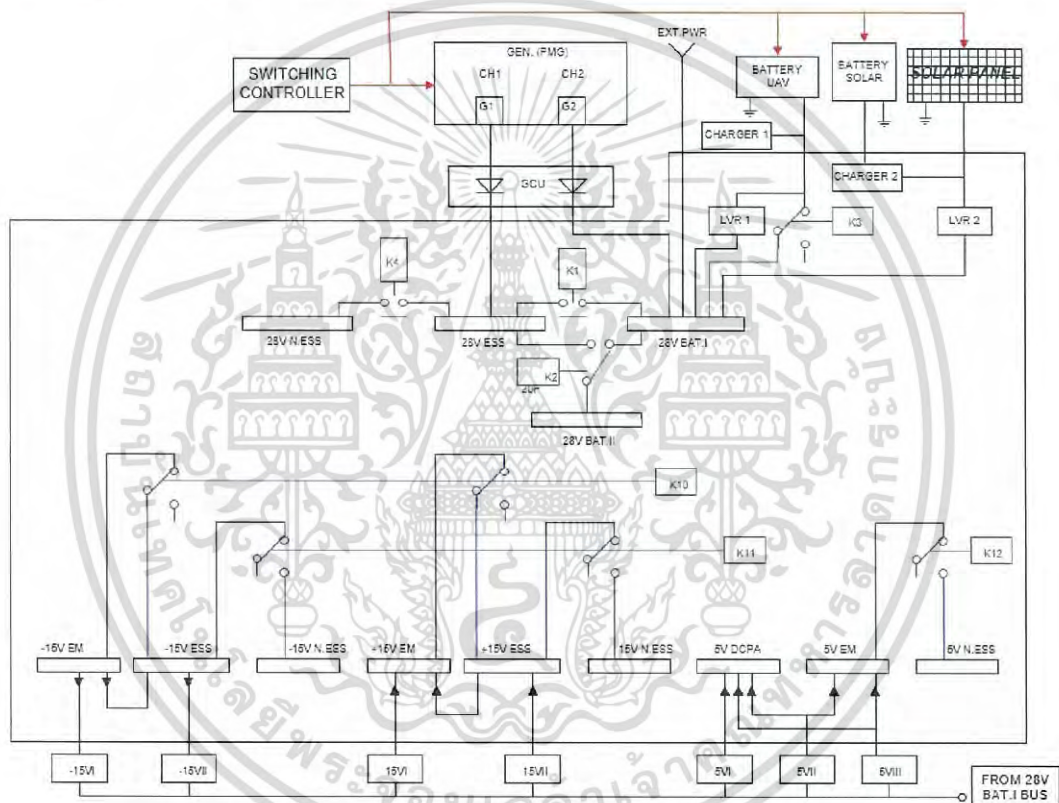 EXT.PWR
GEN. (PMG)
CH1
CH2
G1
G2
SWITCHING
CONTROLLER
BATTERY
UAV
BATTERY
SOLAR
SOLAR PANEL
CHARGER 1
CHARGER 2
GCU
LVR 1
K3
LVR 2
K4
K1
28V N.ESS
28V ESS
28V BAT.I
K2
28V BAT.II
K10
K11
K12
-15V EM
-15V ESS
-15V N.ESS
+15V EM
+15V ESS
15V N.ESS
5V DCPA
5V EM
5V N.ESS
-15VI
-15VII
15VI
15VII
5VI
5VII
5VIII
FROM 28V
BAT.I BUS